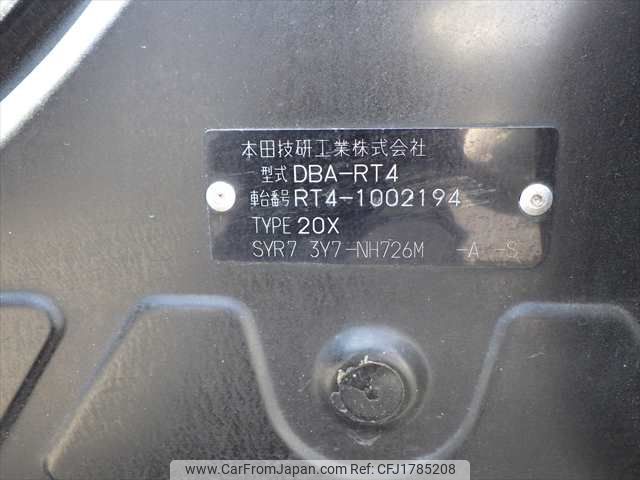 本田技研工業株式会社
型式 DBA-RT4
車台番号 RT4-1002194
TYPE 20X
SYR7 3Y7-NH726M -A -S
www.CarFromJapan.com | Ref ID:CFJ1785208